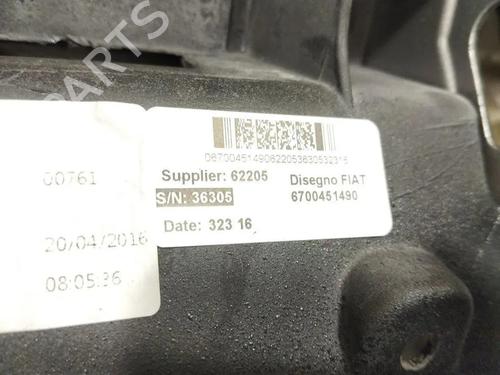 PARTS
0670045149062205363053231 6
Supplier: 62205
Disegno FIAT
S/N: 36305
6700451490
Date: 323 16
00761
20/04/2016
08:05:36